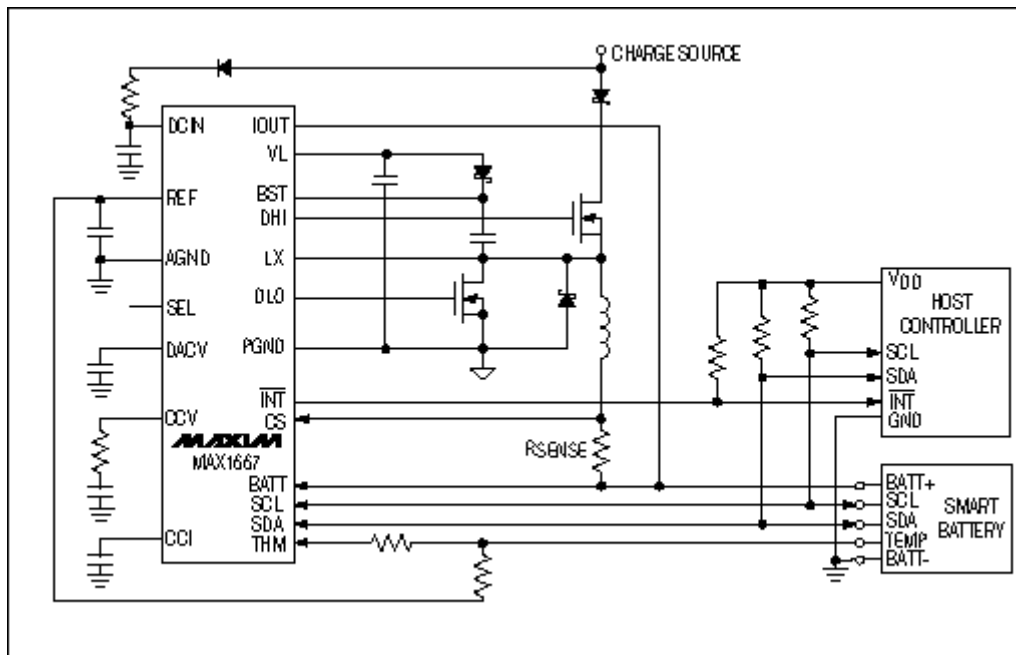 CHARGE SOURCE
DCIN
IOUT
VL
REF
BST
DHI
AGND
LX
SEL
DLO
DACV
PGND
INT
CCV
CS
MAXIM
MAX1667
BATT
SCL
SDA
CCI
THM
RSENSE
VDD
HOST
CONTROLLER
SCL
SDA
INT
GND
BATT+
SCL
SMART
SDA
BATTERY
TEMP
BATT-